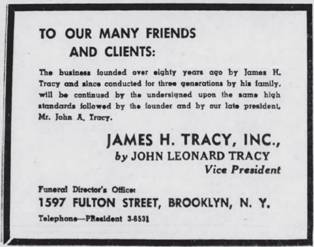 TO OUR MANY FRIENDS
AND CLIENTS:
The business founded over eighty years ago by James H.
Tracy and since conducted for three generations by his family,
will be continued by the undersigned upon the same high
standards followed by the founder and by our late president,
Mr. John A. Tracy.
JAMES H. TRACY, INC.,
by JOHN LEONARD TRACY
Vice President
Funeral Director's Office:
1597 FULTON STREET, BROOKLYN, N. Y.
Telephone—PResident 3-6531